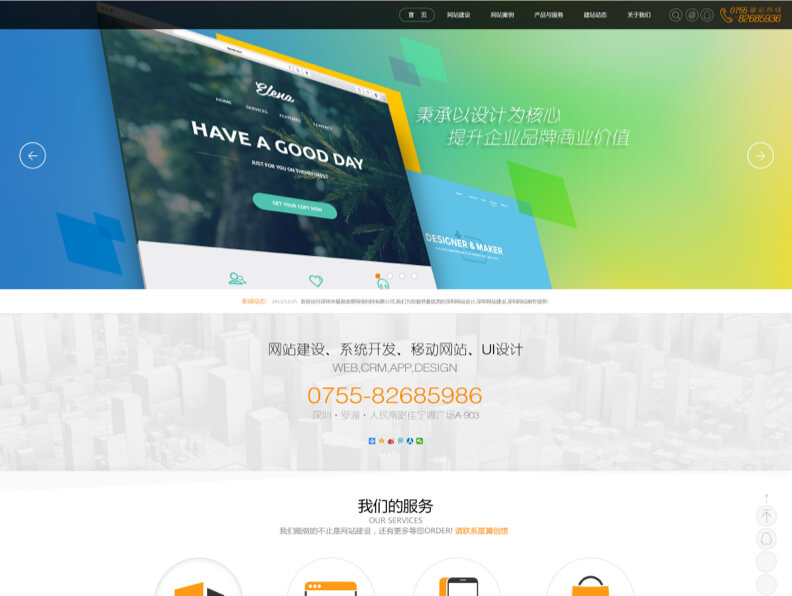 首 页 网站建设 网站案例 产品与服务 建站动态 关于我们
0755 建站热线
-82685936
Elena
HOME SERVICES FEATURES CONTACT
HAVE A GOOD DAY
JUST FOR YOU ON THEMEFOREST
GET YOUR COPY NOW
秉承以设计为核心
提升企业品牌商业价值
DESIGNER & MAKER
网站建设、系统开发、移动网站、UI设计
WEB,CRM,APP,DESIGN
0755-82685986
深圳·罗湖·人民南路佳宁娜广场A-903
我们的服务
OUR SERVICES
我们能做的不止是网站建设，还有更多等您ORDER! 请联系星翼创想